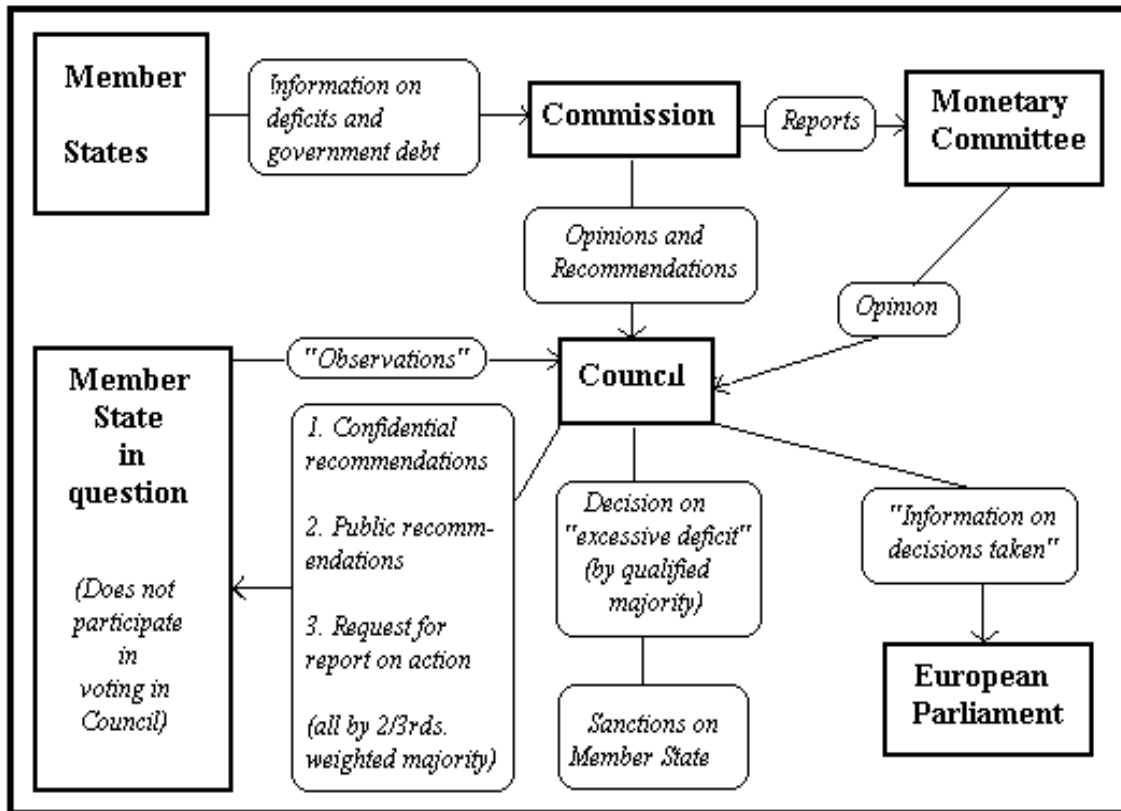 Member
States
Information on
deficits and
government debt
Commission
Reports
Monetary
Committee
Opinions and
Recommendations
Opinion
Member
State
in
question
(Does not
participate
in
voting in
Council)
"Observations"
Council
1. Confidential
recommendations
2. Public recomm-
endations
3. Request for
report on action
(all by 2/3rds.
weighted majority)
Decision on
"excessive deficit"
(by qualified
majority)
Sanctions on
Member State
"Information on
decisions taken"
European
Parliament